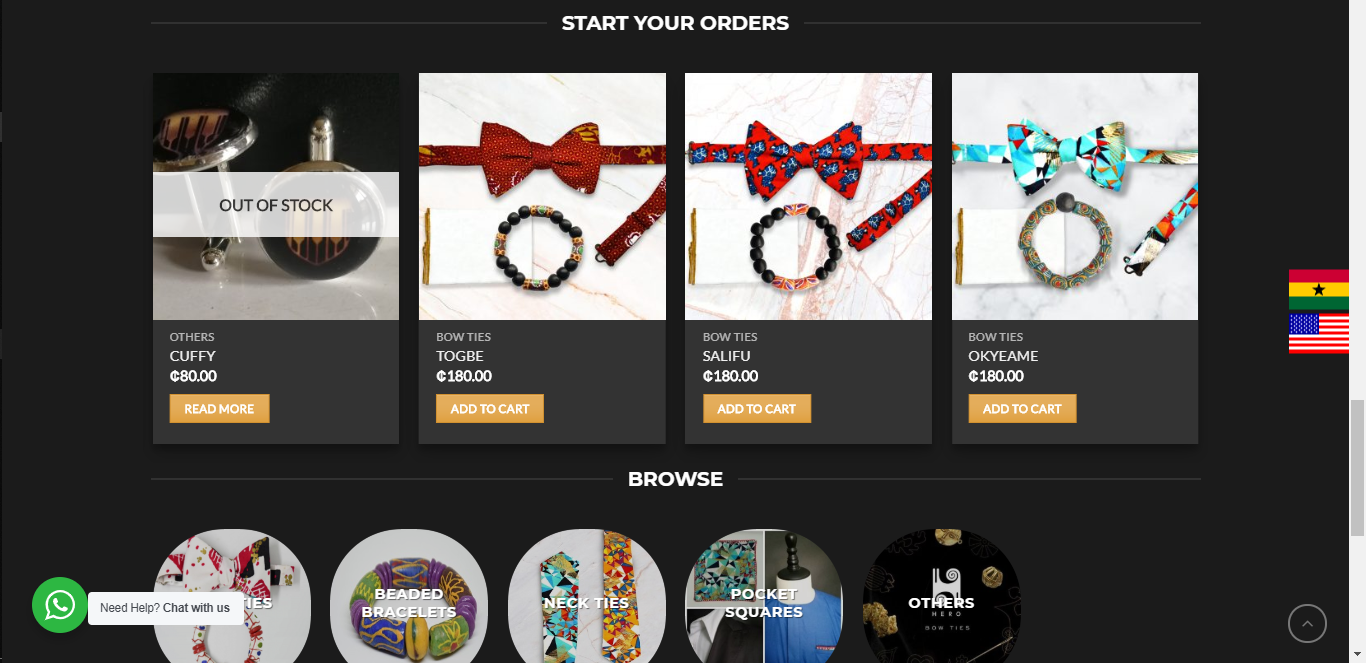 START YOUR ORDERS
OUT OF STOCK
OTHERS
CUFFY
₵80.00
READ MORE
BOW TIES
TOGBE
₵180.00
ADD TO CART
BOW TIES
SALIFU
₵180.00
ADD TO CART
BOW TIES
OKYEAME
₵180.00
ADD TO CART
BROWSE
TIES
BEADED
BRACELETS
NECK TIES
POCKET
SQUARES
OTHERS
HERO
BOW TIES
Need Help? Chat with us